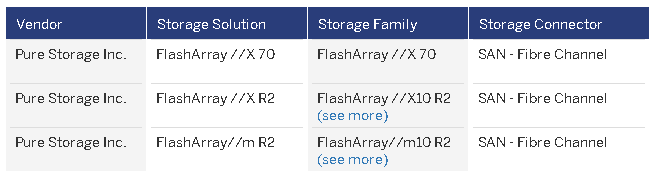 Vendor Storage Solution Storage Family Storage Connector
Pure Storage Inc. FlashArray //X 70 FlashArray //X 70 SAN - Fibre Channel
Pure Storage Inc. FlashArray //X R2 FlashArray //X10 R2 SAN - Fibre Channel
(see more)
Pure Storage Inc. FlashArray//m R2 FlashArray//m10 R2 SAN - Fibre Channel
(see more)